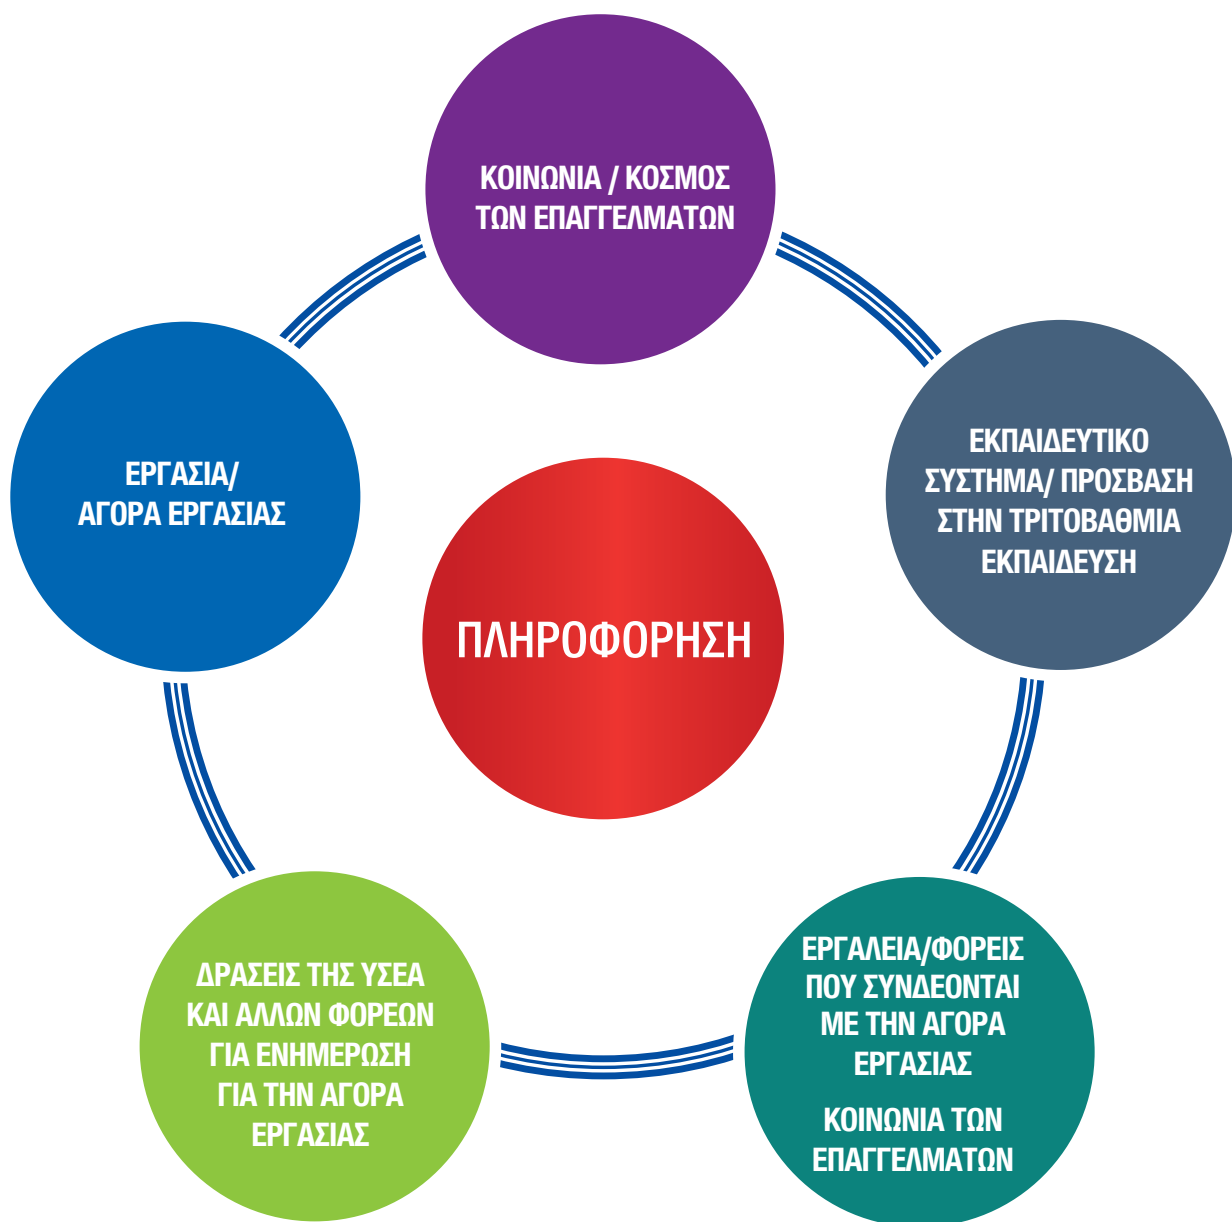 ΚΟΙΝΩΝΙΑ / ΚΟΣΜΟΣ
ΤΩΝ ΕΠΑΓΓΕΛΜΑΤΩΝ
ΕΚΠΑΙΔΕΥΤΙΚΟ
ΣΥΣΤΗΜΑ/ ΠΡΟΣΒΑΣΗ
ΣΤΗΝ ΤΡΙΤΟΒΑΘΜΙΑ
ΕΚΠΑΙΔΕΥΣΗ
ΕΡΓΑΛΕΙΑ/ΦΟΡΕΙΣ
ΠΟΥ ΣΥΝΔΕΟΝΤΑΙ
ΜΕ ΤΗΝ ΑΓΟΡΑ
ΕΡΓΑΣΙΑΣ
ΚΟΙΝΩΝΙΑ ΤΩΝ
ΕΠΑΓΓΕΛΜΑΤΩΝ
ΔΡΑΣΕΙΣ ΤΗΣ ΥΣΕΑ
ΚΑΙ ΑΛΛΩΝ ΦΟΡΕΩΝ
ΓΙΑ ΕΝΗΜΕΡΩΣΗ
ΓΙΑ ΤΗΝ ΑΓΟΡΑ
ΕΡΓΑΣΙΑΣ
ΕΡΓΑΣΙΑ/
ΑΓΟΡΑ ΕΡΓΑΣΙΑΣ
ΠΛΗΡΟΦΟΡΗΣΗ